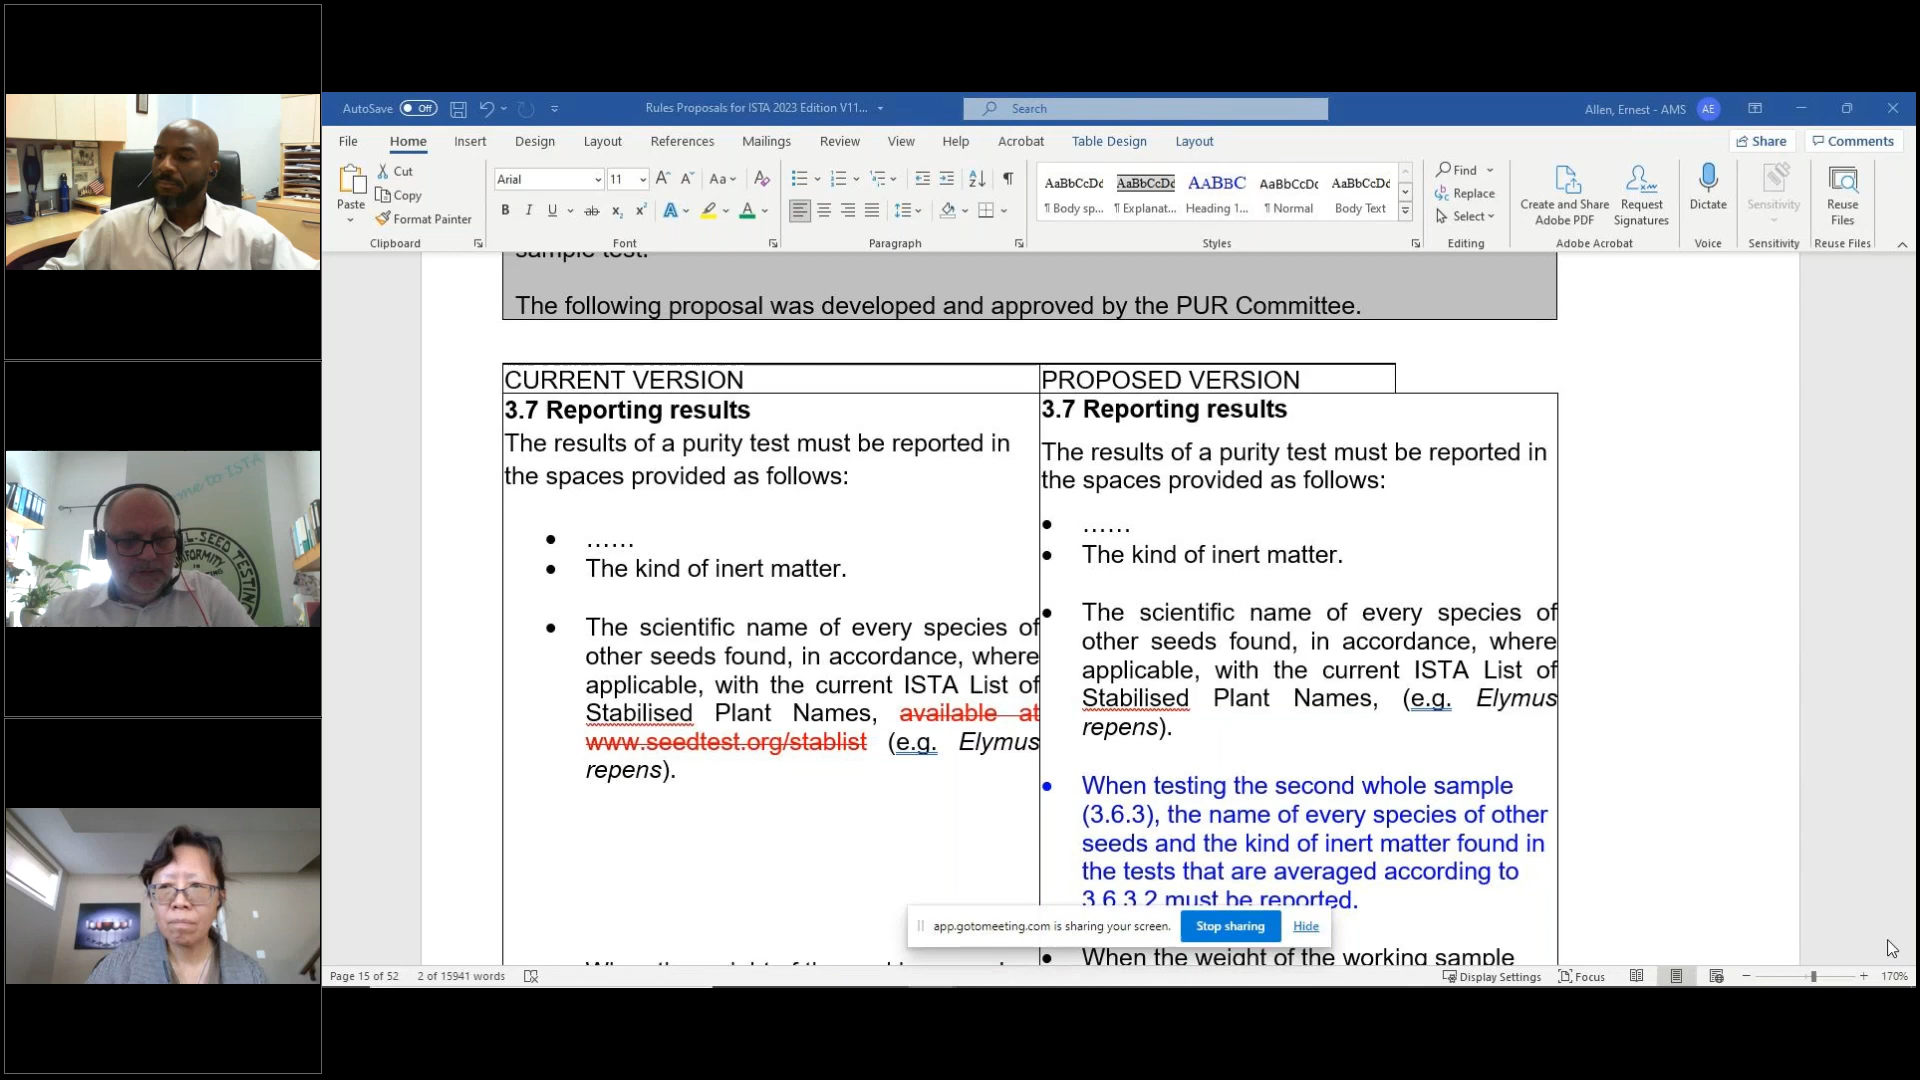 AutoSave Off
Rules Proposals for ISTA 2023 Edition V11...
Search
Allen, Ernest - AMS AE
File Home Insert Design Layout References Mailings Review View Help Acrobat Table Design Layout
Share Comments
Paste
Cut
Copy
Format Painter
Clipboard
Arial 11
Aa
B I U ab x₂ x²
Font
Paragraph
AaBbCcDd AaBbCcDd AABBC AaBbCcDc AaBbCcDd
¶ Body sp... ¶ Explanat... Heading 1... ¶ Normal Body Text
Styles
Find
Replace
Select
Editing
Create and Share Adobe PDF
Request Signatures
Adobe Acrobat
Dictate
Voice
Sensitivity
Sensitivity
Reuse Files
Reuse Files
sample test.
The following proposal was developed and approved by the PUR Committee.
CURRENT VERSION
3.7 Reporting results
The results of a purity test must be reported in
the spaces provided as follows:
• ......
• The kind of inert matter.
• The scientific name of every species of
other seeds found, in accordance, where
applicable, with the current ISTA List of
Stabilised Plant Names, available at
www.seedtest.org/stablist (e.g. Elymus
repens).
PROPOSED VERSION
3.7 Reporting results
The results of a purity test must be reported in
the spaces provided as follows:
• ......
• The kind of inert matter.
• The scientific name of every species of
other seeds found, in accordance, where
applicable, with the current ISTA List of
Stabilised Plant Names, (e.g. Elymus
repens).
• When testing the second whole sample
(3.6.3), the name of every species of other
seeds and the kind of inert matter found in
the tests that are averaged according to
3.6.3.2 must be reported.
• When the weight of the working sample
app.gotomeeting.com is sharing your screen. Stop sharing Hide
Page 15 of 52 2 of 15941 words
Display Settings Focus 170%
to ISTA
SEED TESTING